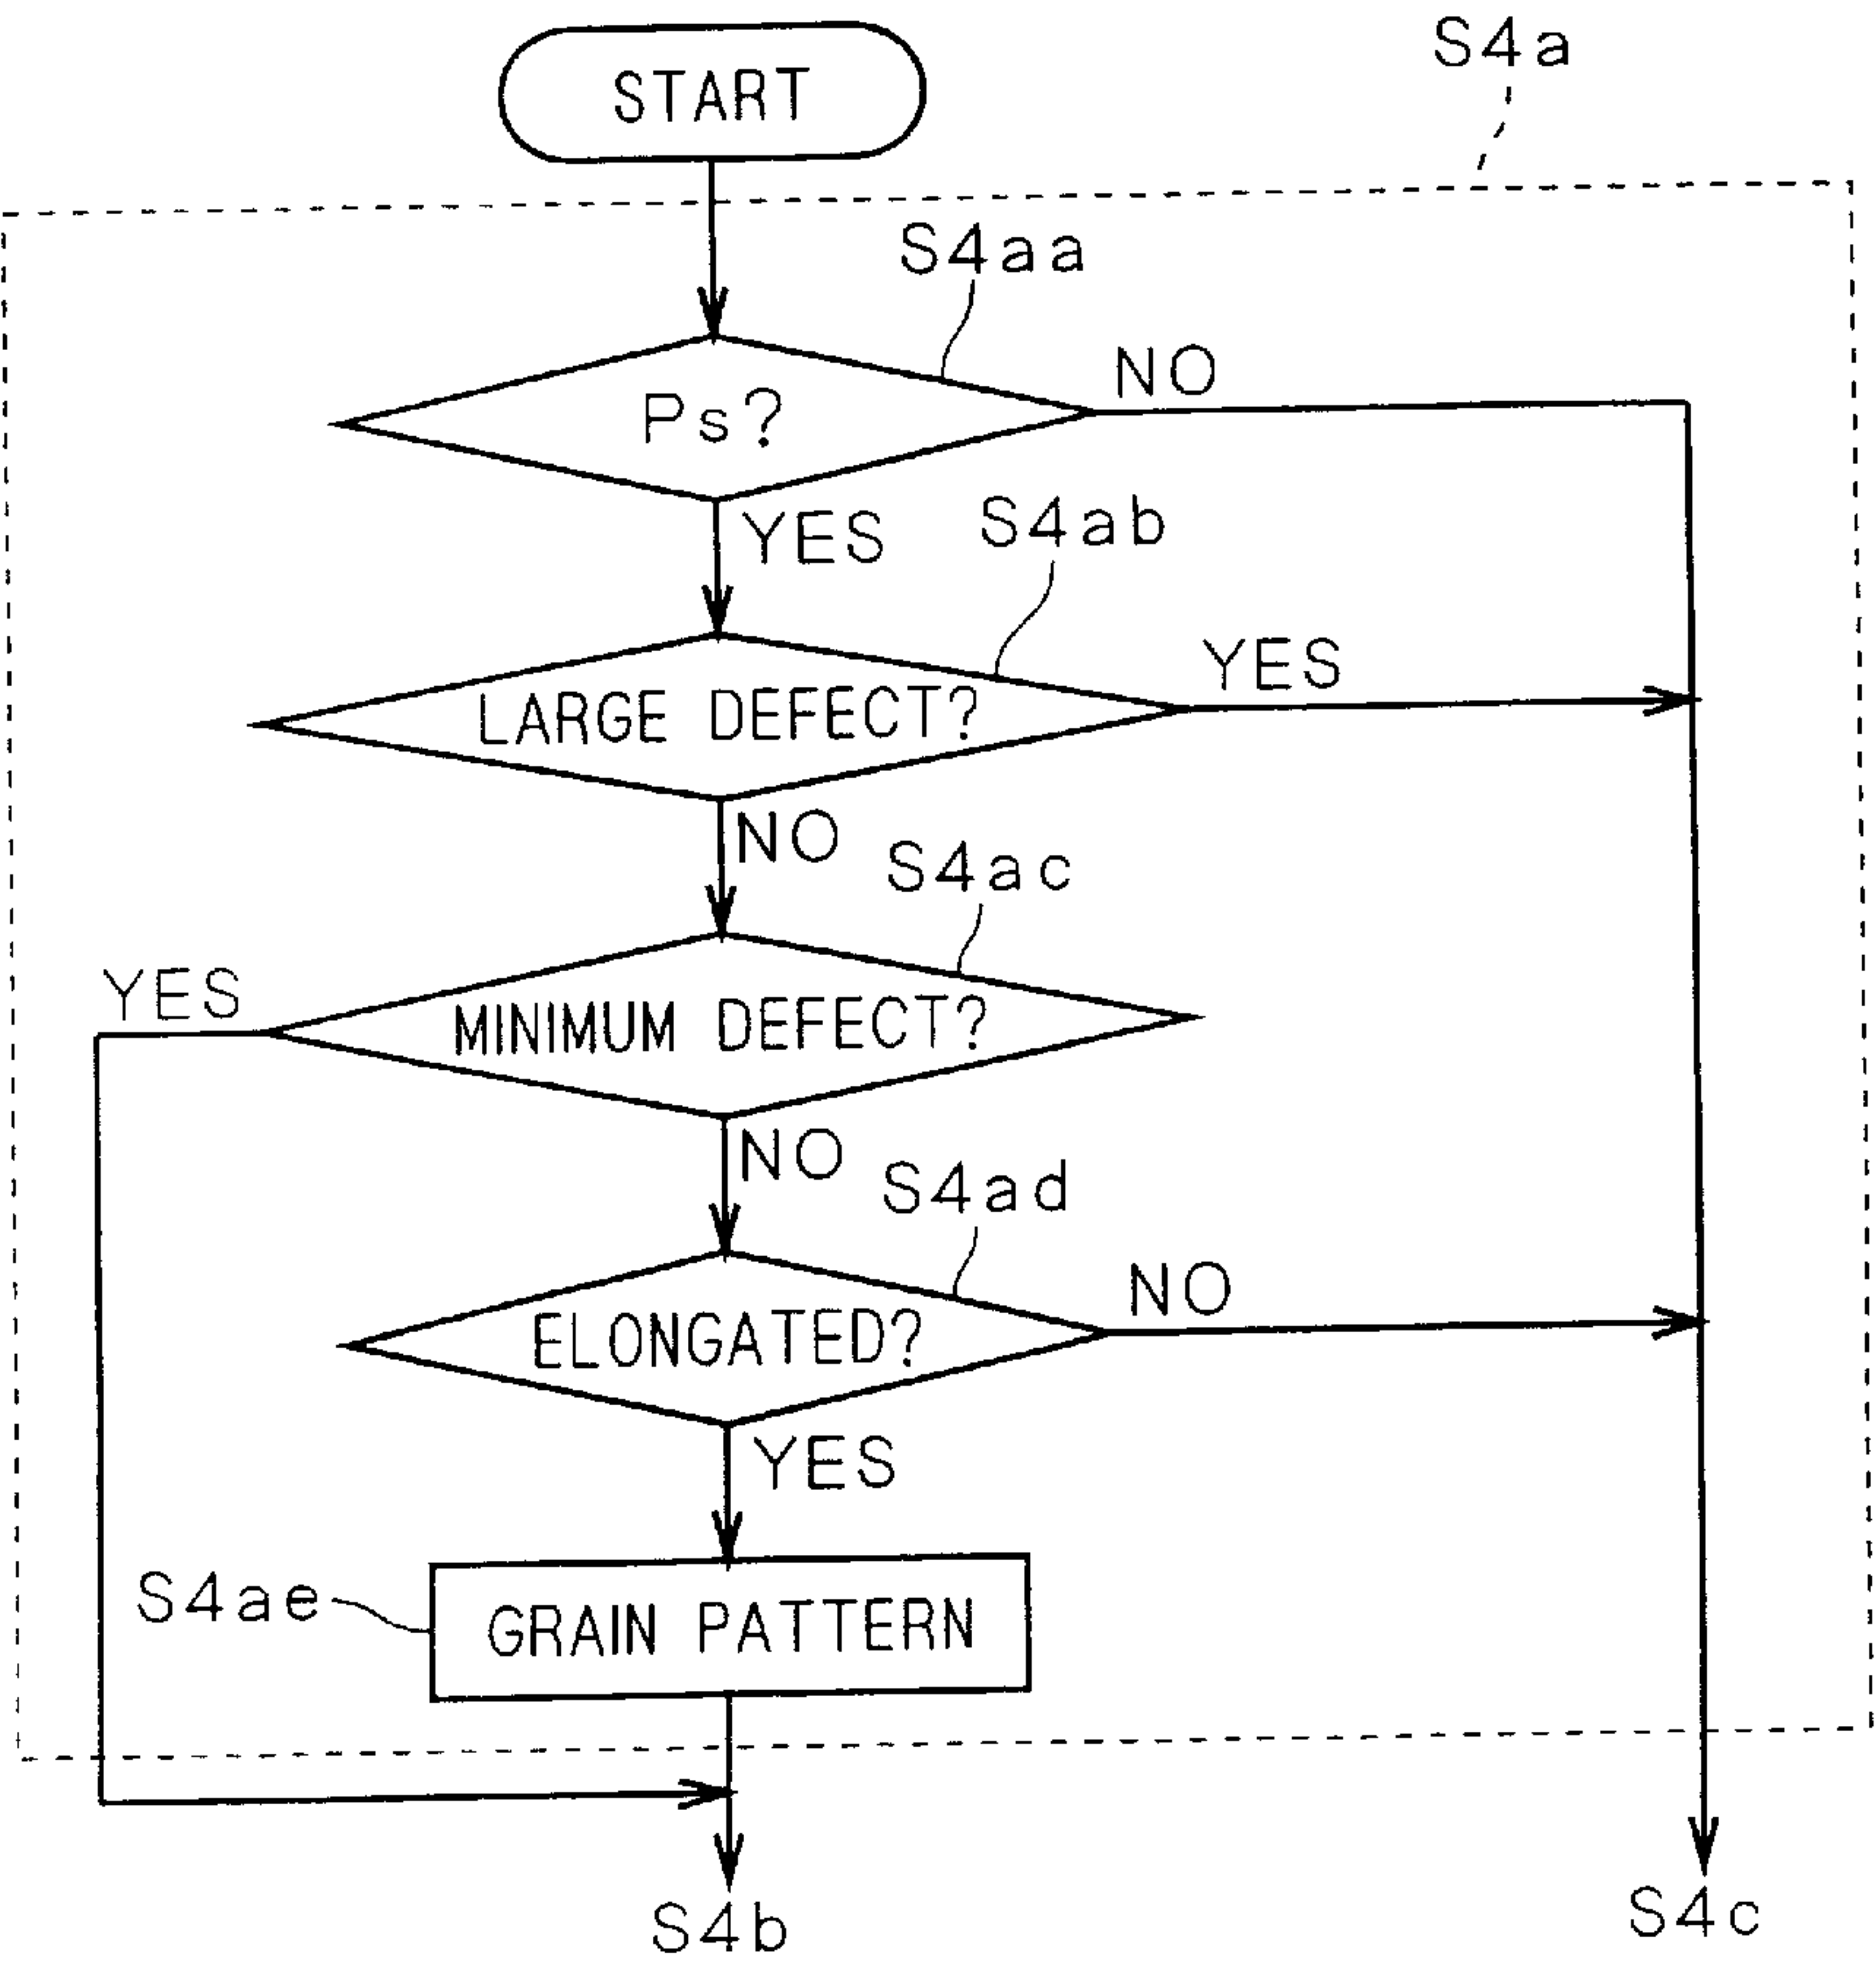 S4a
START
S4aa
NO
Ps?
YES
S4ab
YES
LARGE DEFECT?
NO
S4ac
YES
MINIMUM DEFECT?
NO
S4ad
NO
ELONGATED?
YES
S4ae
GRAIN PATTERN
S4b
S4c